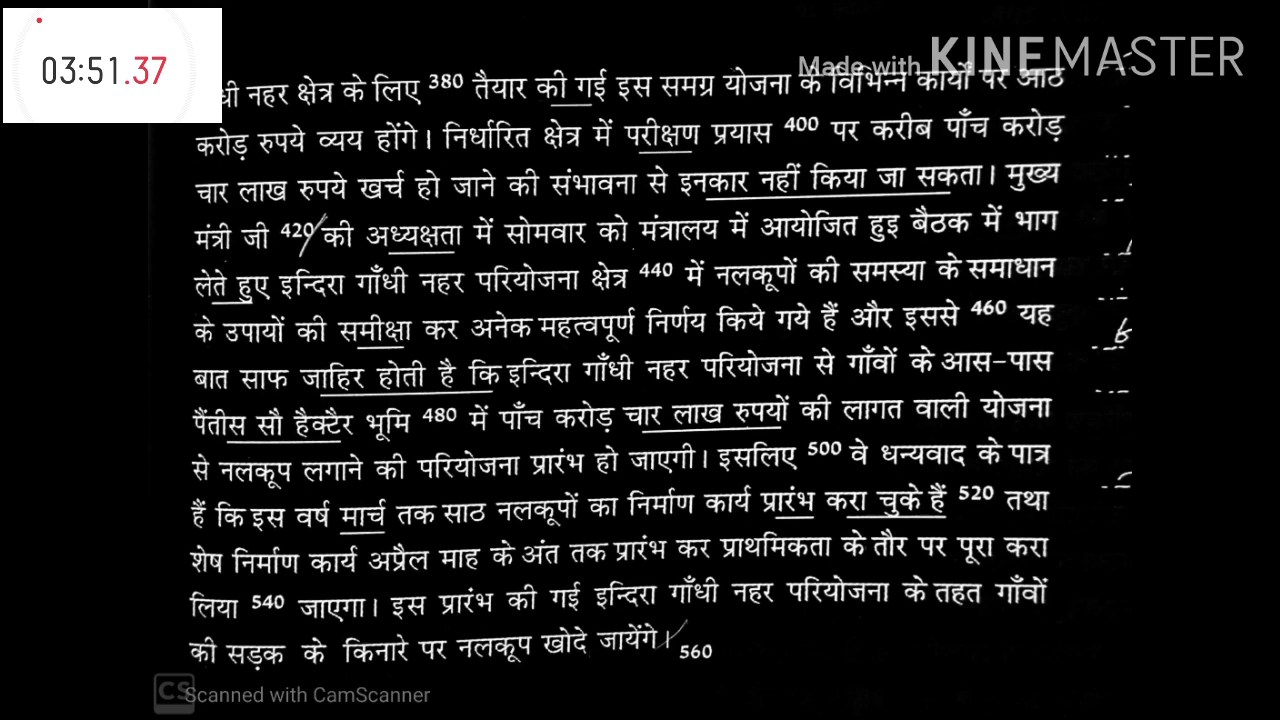 03:51.37
Made with KINEMASTER
धी नहर क्षेत्र के लिए 380 तैयार की गई इस समग्र योजना के विभिन्न कार्यों पर आठ
करोड़ रुपये व्यय होंगे। निर्धारित क्षेत्र में परीक्षण प्रयास 400 पर करीब पाँच करोड़
चार लाख रुपये खर्च हो जाने की संभावना से इनकार नहीं किया जा सकता। मुख्य
मंत्री जी 420 की अध्यक्षता में सोमवार को मंत्रालय में आयोजित हुइ बैठक में भाग
लेते हुए इन्दिरा गाँधी नहर परियोजना क्षेत्र 440 में नलकूपों की समस्या के समाधान
के उपायों की समीक्षा कर अनेक महत्वपूर्ण निर्णय किये गये हैं और इससे 460 यह
बात साफ जाहिर होती है कि इन्दिरा गाँधी नहर परियोजना से गाँवों के आस-पास
पैंतीस सौ हैक्टैर भूमि 480 में पाँच करोड़ चार लाख रुपयों की लागत वाली योजना
से नलकूप लगाने की परियोजना प्रारंभ हो जाएगी। इसलिए 500 वे धन्यवाद के पात्र
हैं कि इस वर्ष मार्च तक साठ नलकूपों का निर्माण कार्य प्रारंभ करा चुके हैं 520 तथा
शेष निर्माण कार्य अप्रैल माह के अंत तक प्रारंभ कर प्राथमिकता के तौर पर पूरा करा
लिया 540 जाएगा। इस प्रारंभ की गई इन्दिरा गाँधी नहर परियोजना के तहत गाँवों
की सड़क के किनारे पर नलकूप खोदे जायेंगे। 560
CS Scanned with CamScanner